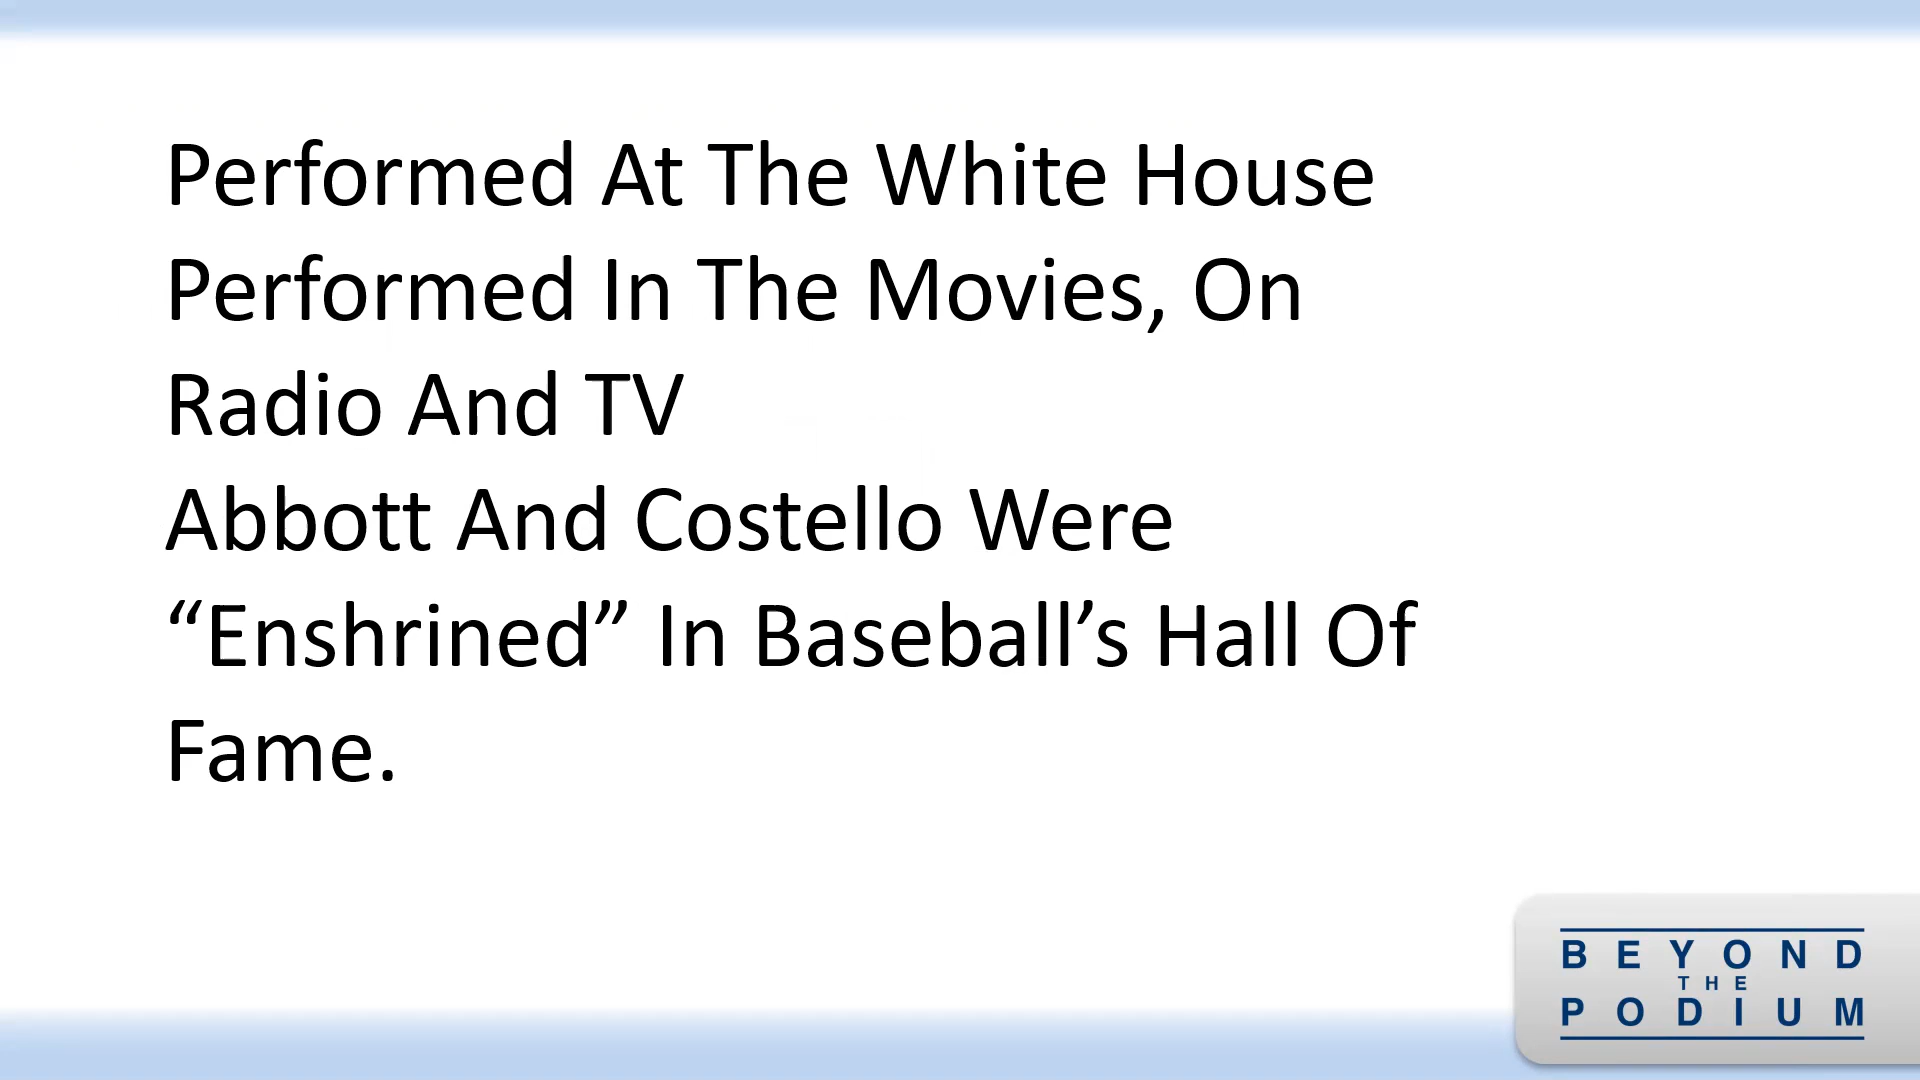 Performed At The White House
Performed In The Movies, On
Radio And TV
Abbott And Costello Were
“Enshrined” In Baseball’s Hall Of
Fame.
BEYOND
THE
PODIUM